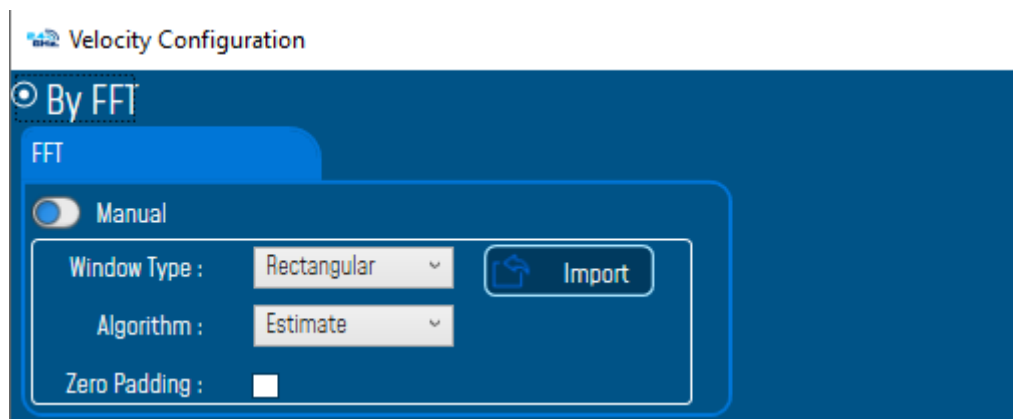 Velocity Configuration
By FFT
FFT
Manual
Window Type : Rectangular Import
Algorithm : Estimate
Zero Padding :